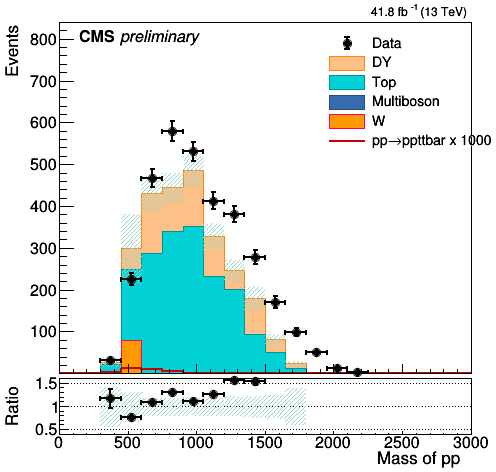 41.8 fb⁻¹ (13 TeV)
CMS preliminary
Events
800
700
600
500
400
300
200
100
Data
DY
Top
Multiboson
W
pp→ppttbar x 1000
Ratio
1.5
1
0.5
0 500 1000 1500 2000 2500 3000
Mass of pp